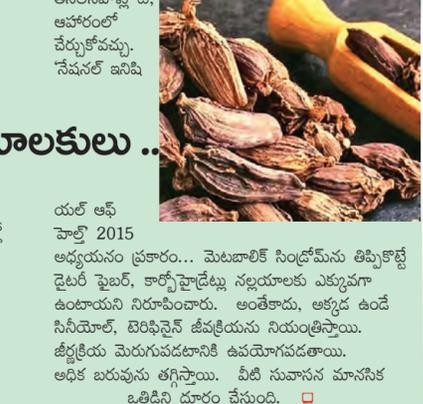 ఆహారంలో
చేర్చుకోవచ్చు.
'నేషనల్ ఇనిషి
యల్ ఆఫ్
హెల్త్' 2015
అధ్యయనం ప్రకారం... మెటబాలిక్ సిండ్రోమ్‌ను తిప్పికొట్టే
డైటరీ ఫైబర్, కార్బోహైడ్రేట్లు నల్లయాలకు ఎక్కువగా
ఉంటాయని నిరూపించారు. అంతేకాదు, అక్కడ ఉండే
సినీయోల్, టెరిఫినైన్ జీవక్రియను నియంత్రిస్తాయి.
జీర్ణక్రియ మెరుగుపడటానికి ఉపయోగపడతాయి.
అధిక బరువును తగ్గిస్తాయి. వీటి సువాసన మానసిక
ఒత్తిడిని దూరం చేస్తుంది.